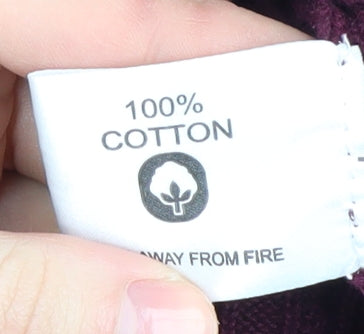 100%
COTTON
AWAY FROM FIRE